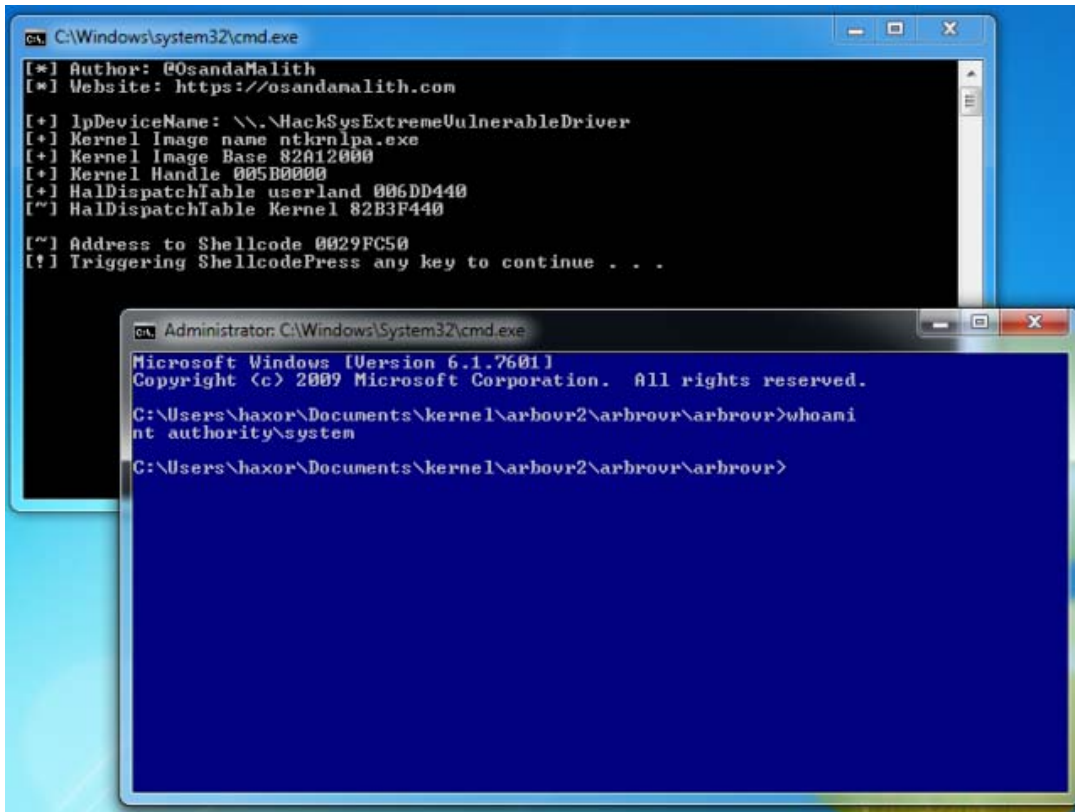 C:\Windows\system32\cmd.exe
[*] Author: @OsandaMalith
[*] Website: https://osandamalith.com
[+] lpDeviceName: \\.\HackSysExtremeVulnerableDriver
[+] Kernel Image name ntkrnlpa.exe
[+] Kernel Image Base 82A12000
[+] Kernel Handle 005B0000
[+] HalDispatchTable userland 006DD440
[~] HalDispatchTable Kernel 82B3F440
[~] Address to Shellcode 0029FC50
[!] Triggering ShellcodePress any key to continue . . .
Administrator: C:\Windows\System32\cmd.exe
Microsoft Windows [Version 6.1.7601]
Copyright (c) 2009 Microsoft Corporation.  All rights reserved.
C:\Users\haxor\Documents\kernel\arbovr2\arbrovr\arbrovr>whoami
nt authority\system
C:\Users\haxor\Documents\kernel\arbovr2\arbrovr\arbrovr>